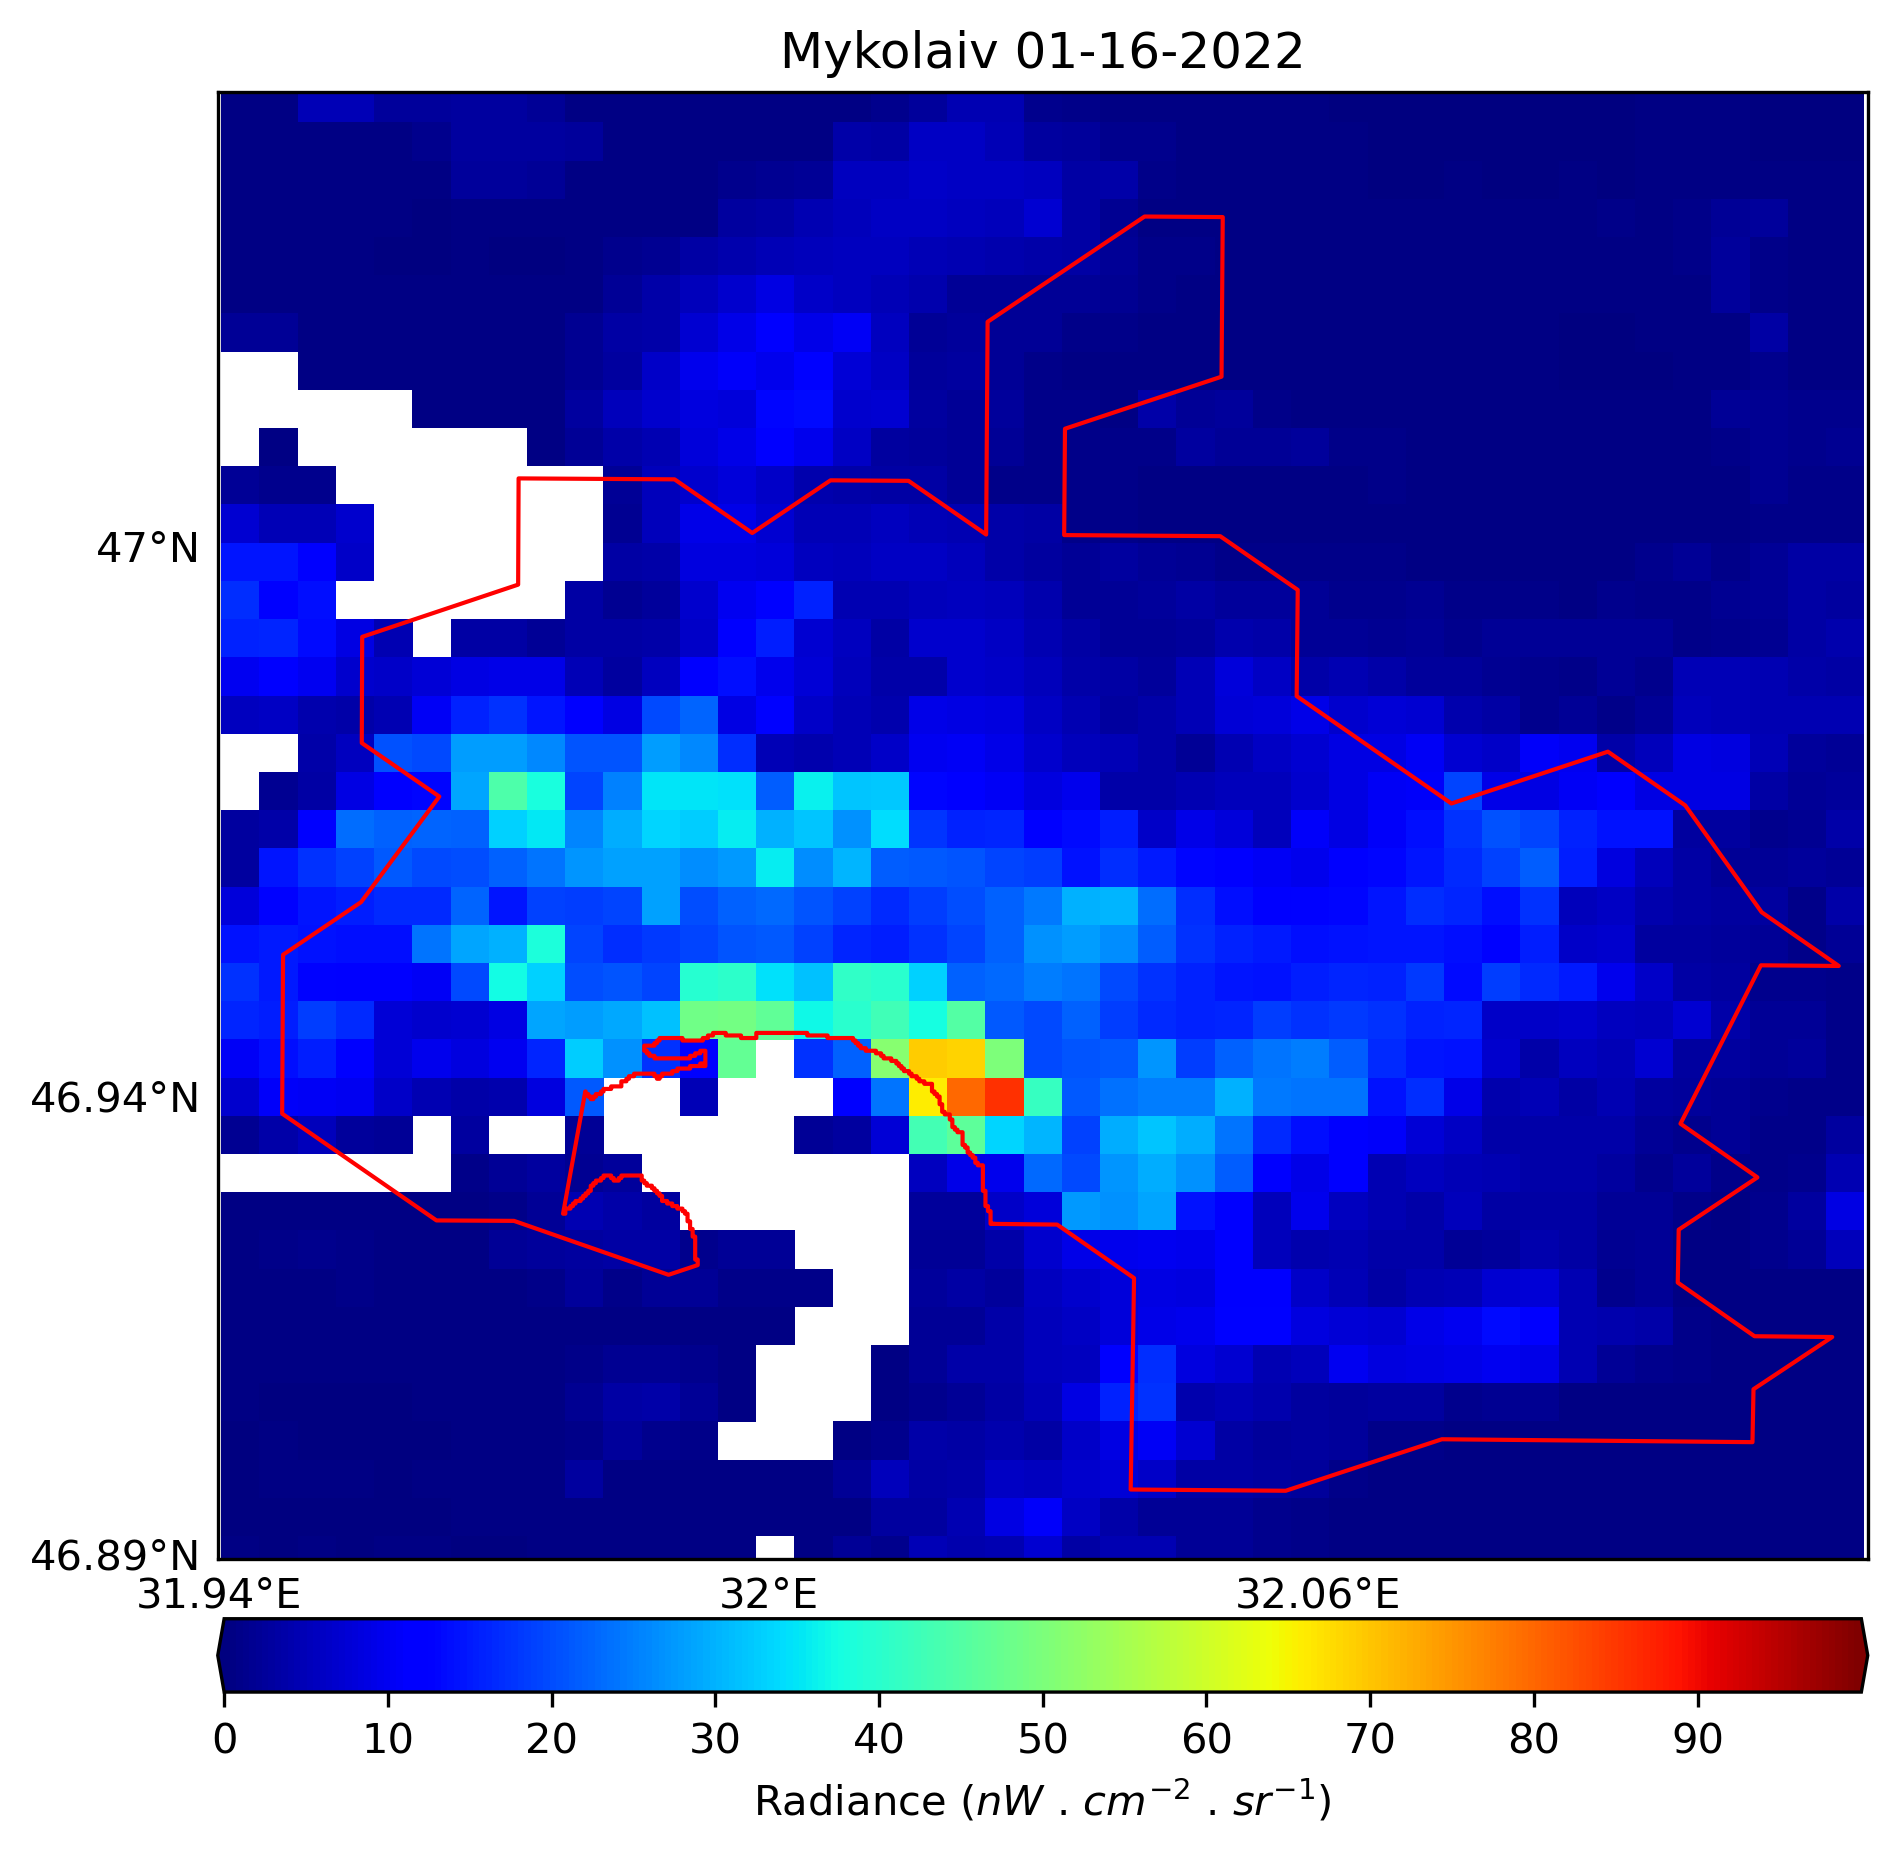 Mykolaiv 01-16-2022
47°N
46.94°N
46.89°N
31.94°E 32°E 32.06°E
0 10 20 30 40 50 60 70 80 90
Radiance (nW . cm⁻² . sr⁻¹)